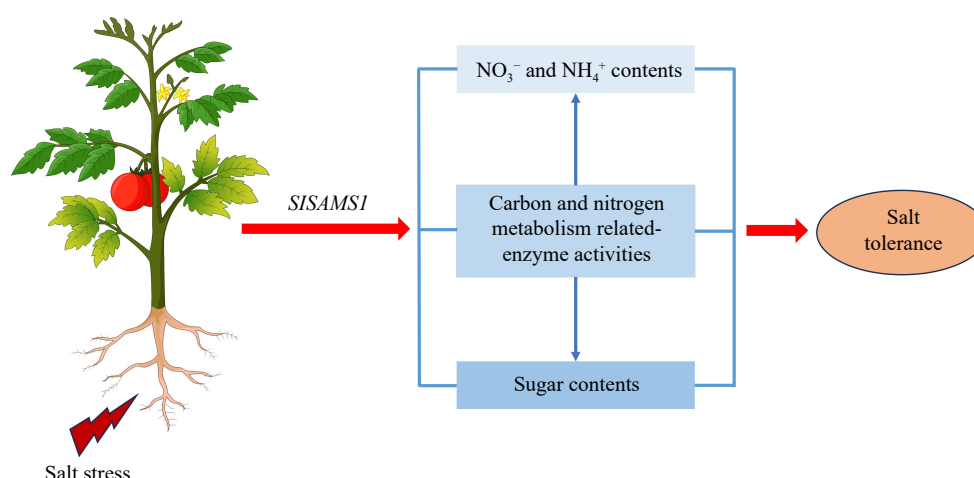 NO₃⁻ and NH₄⁺ contents
SlSAMS1
Carbon and nitrogen
metabolism related-
enzyme activities
Salt
tolerance
Sugar contents
Salt stress